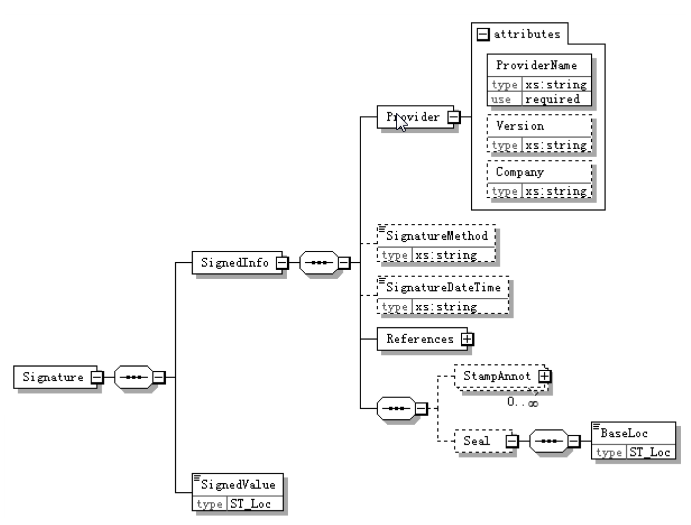 attributes
ProviderName
type xs:string
use required
Provider
Version
type xs:string
Company
type xs:string
SignatureMethod
type xs:string
SignedInfo
SignatureDateTime
type xs:string
References
Signature
StampAnnot
0..∞
Seal
BaseLoc
type ST_Loc
SignedValue
type ST_Loc